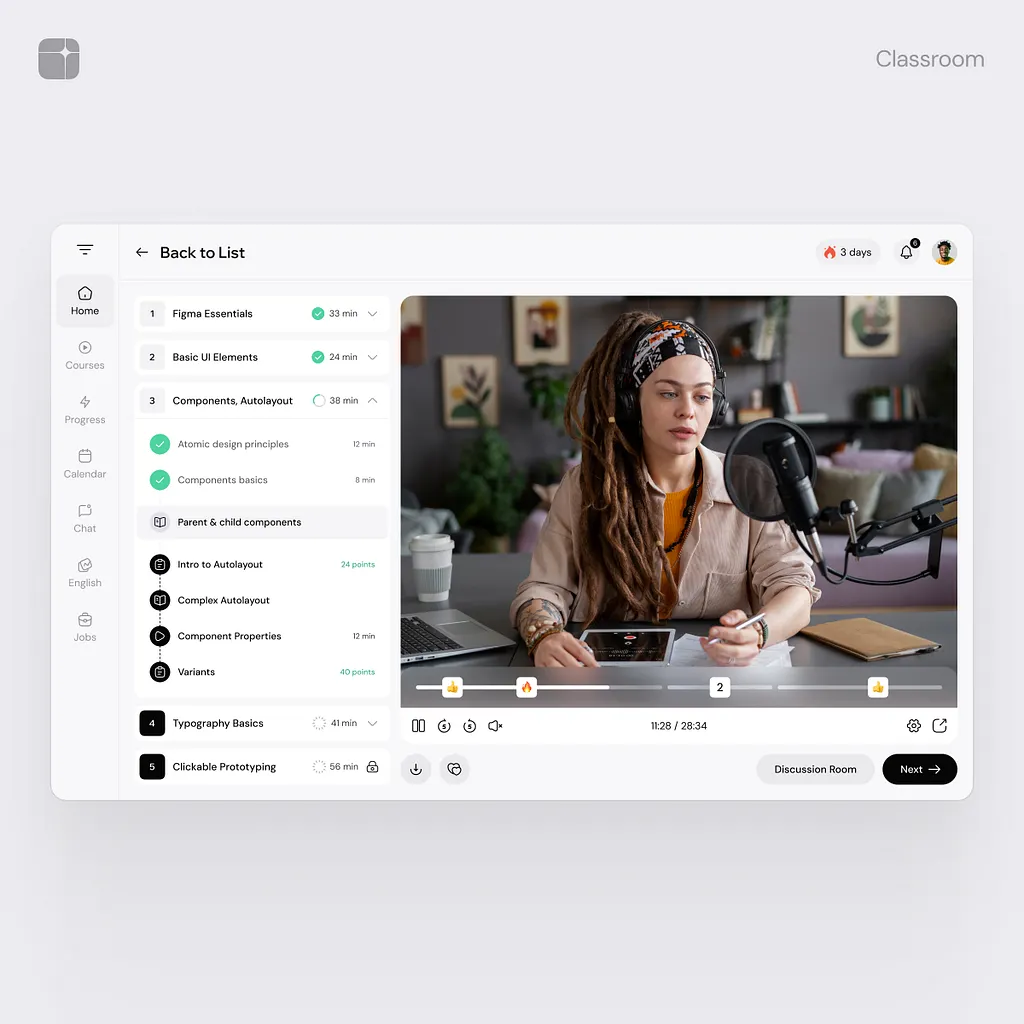 Classroom
Back to List
3 days
6
Home
Courses
Progress
Calendar
Chat
English
Jobs
1 Figma Essentials 33 min
2 Basic UI Elements 24 min
3 Components, Autolayout 38 min
Atomic design principles 12 min
Components basics 8 min
Parent & child components
Intro to Autolayout 24 points
Complex Autolayout
Component Properties 12 min
Variants 40 points
4 Typography Basics 41 min
5 Clickable Prototyping 56 min
2
5 5 11:28 / 28:34
Discussion Room
Next